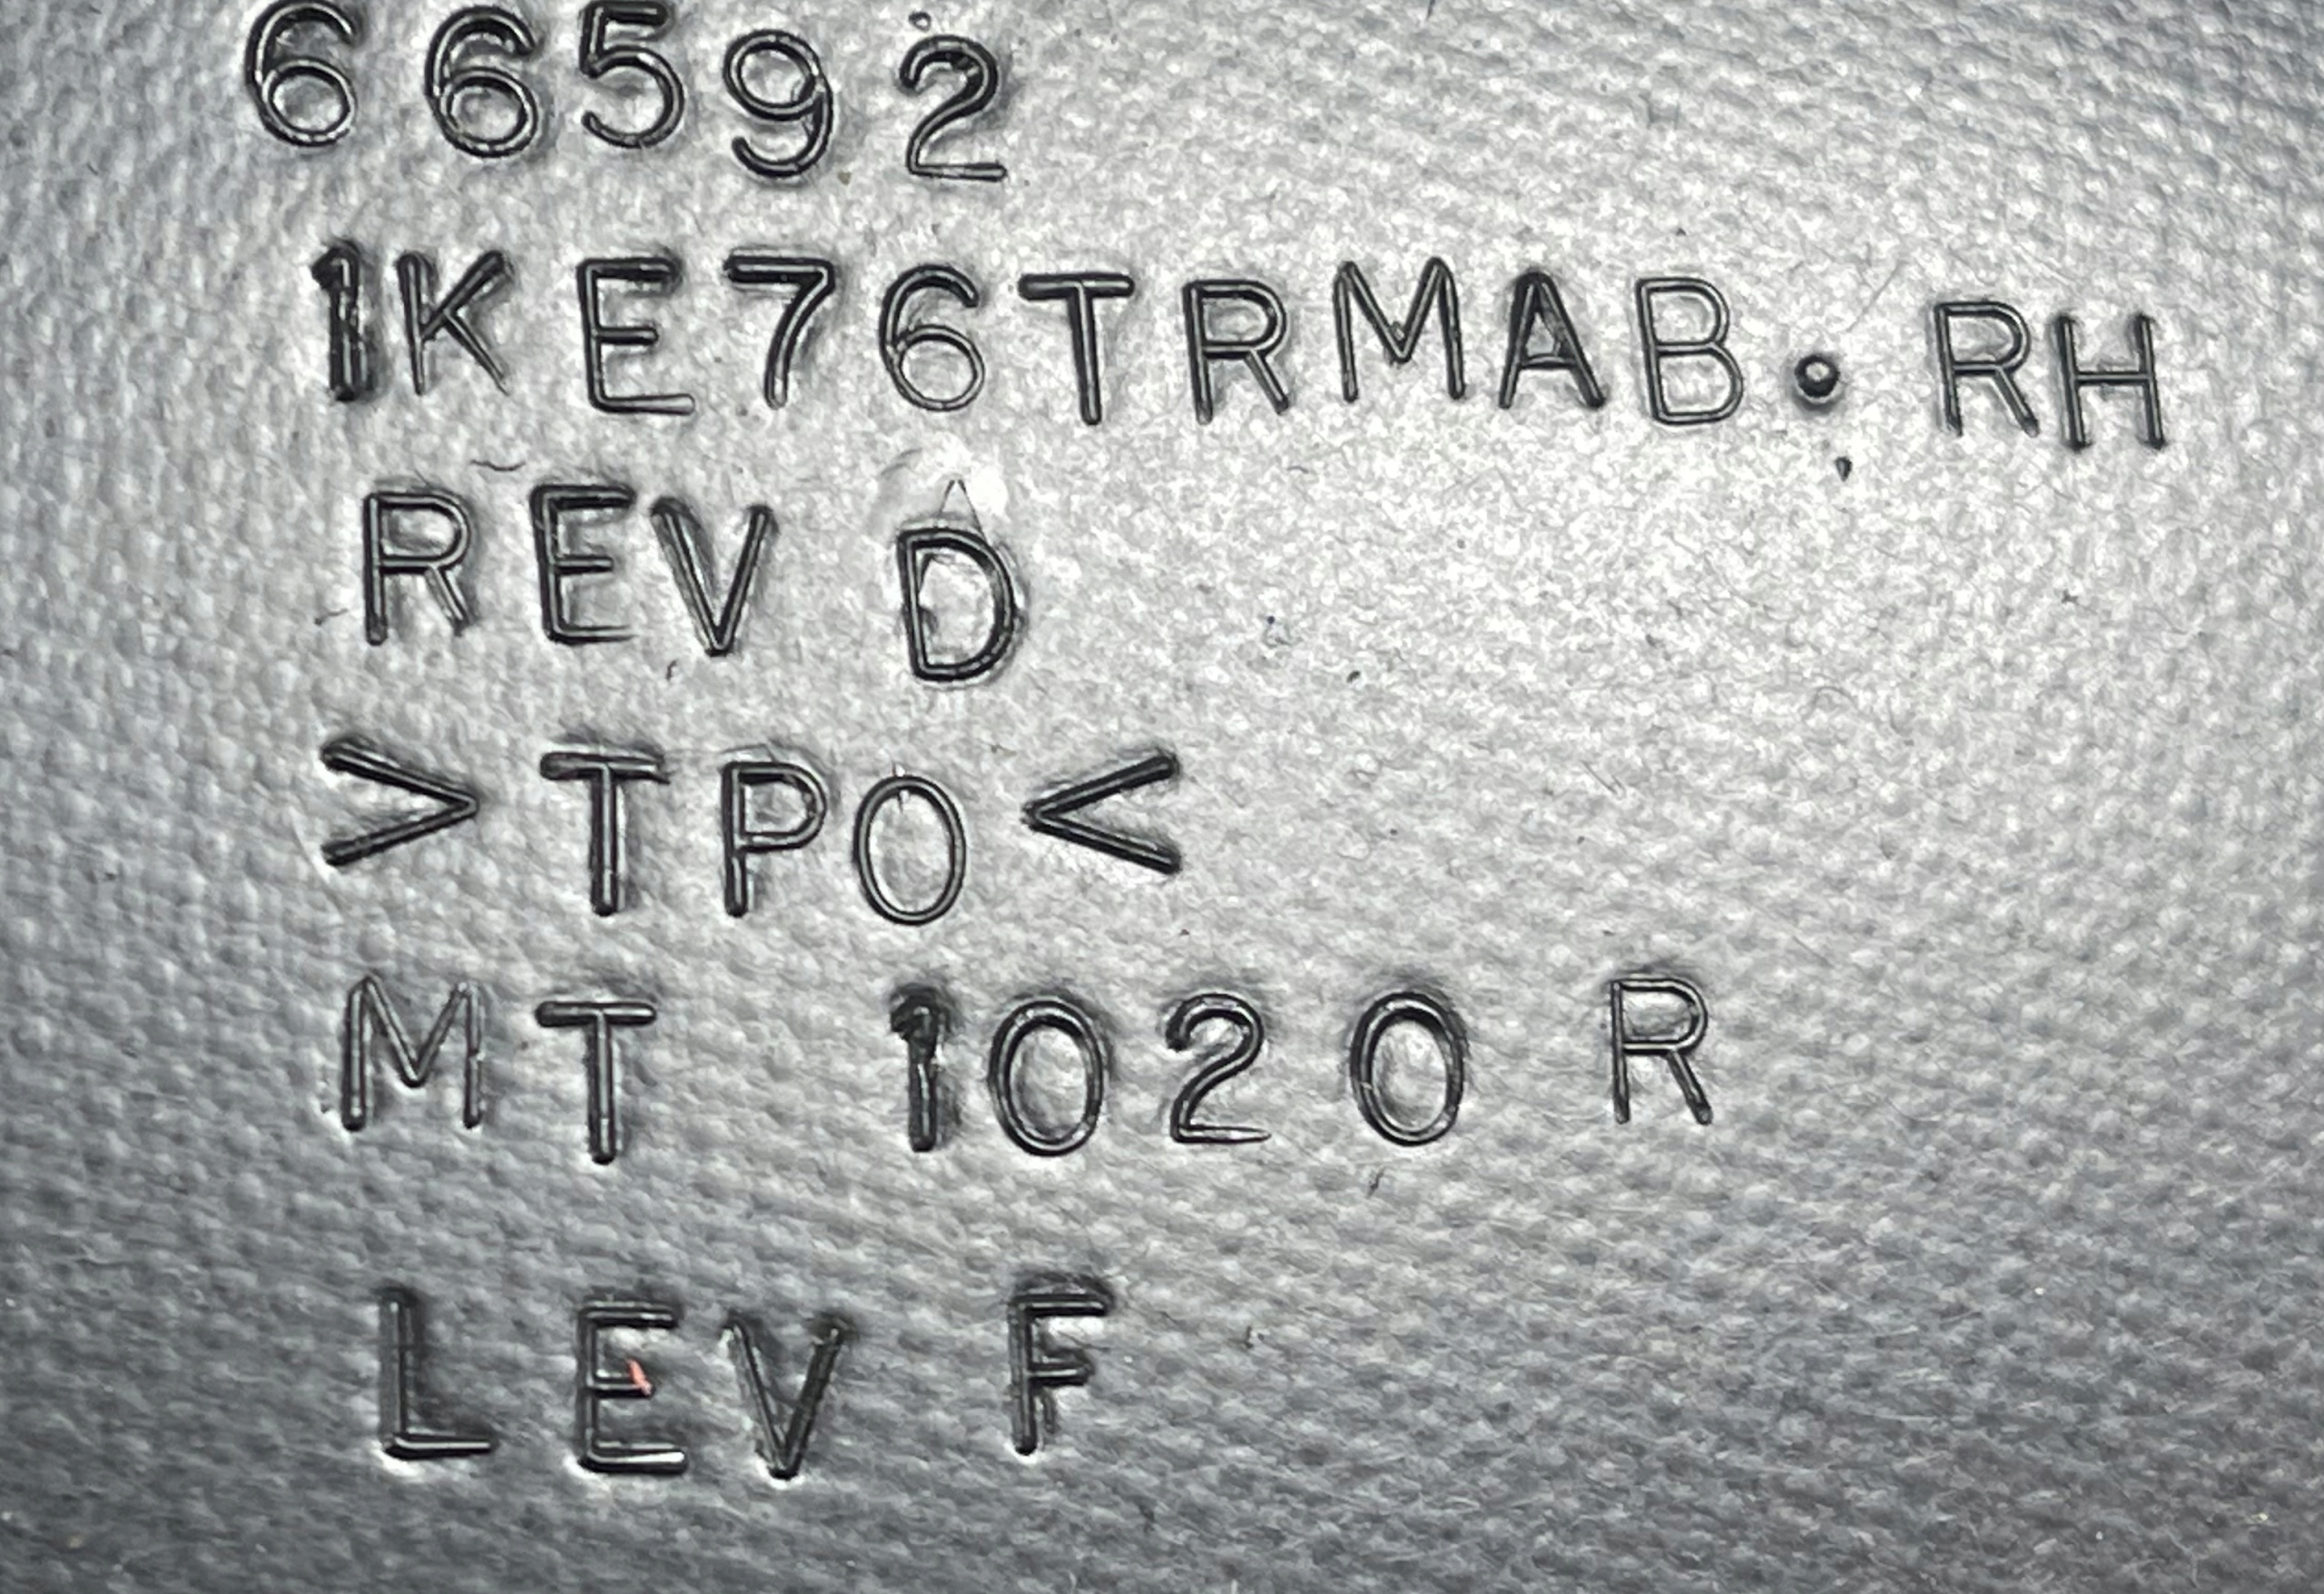 66592
1KE76TRMAB. RH
REV D
>TPO<
MT 1020 R
LEV F